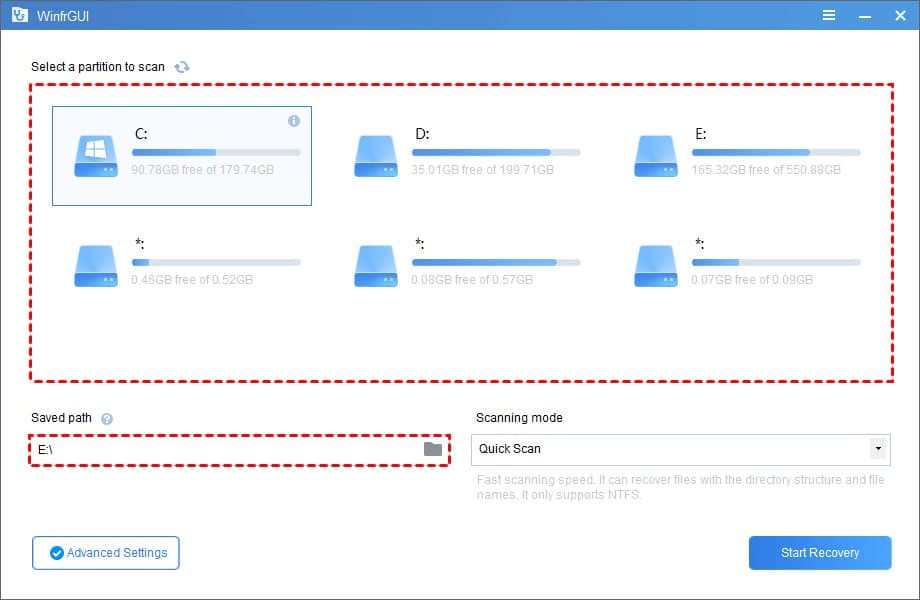 WinfrGUI
Select a partition to scan
C:
90.78GB free of 179.74GB
D:
35.01GB free of 199.71GB
E:
165.32GB free of 550.88GB
*:
0.46GB free of 0.52GB
*:
0.08GB free of 0.57GB
*:
0.07GB free of 0.09GB
Saved path
E:\
Scanning mode
Quick Scan
Fast scanning speed. It can recover files with the directory structure and file
names. It only supports NTFS.
Advanced Settings
Start Recovery